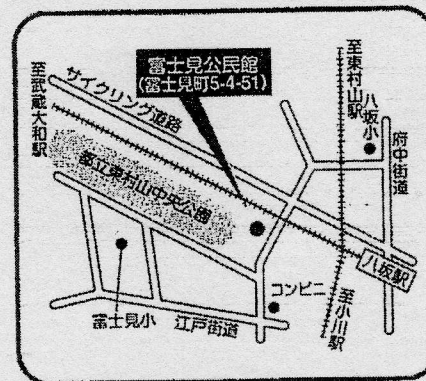 富士見公民館
(富士見町5-4-51)
至武蔵大和駅
サイクリング道路
至東村山駅
八坂小
府中街道
都立東村山中央公園
八坂駅
コンビニ
至小川駅
富士見小
江戸街道